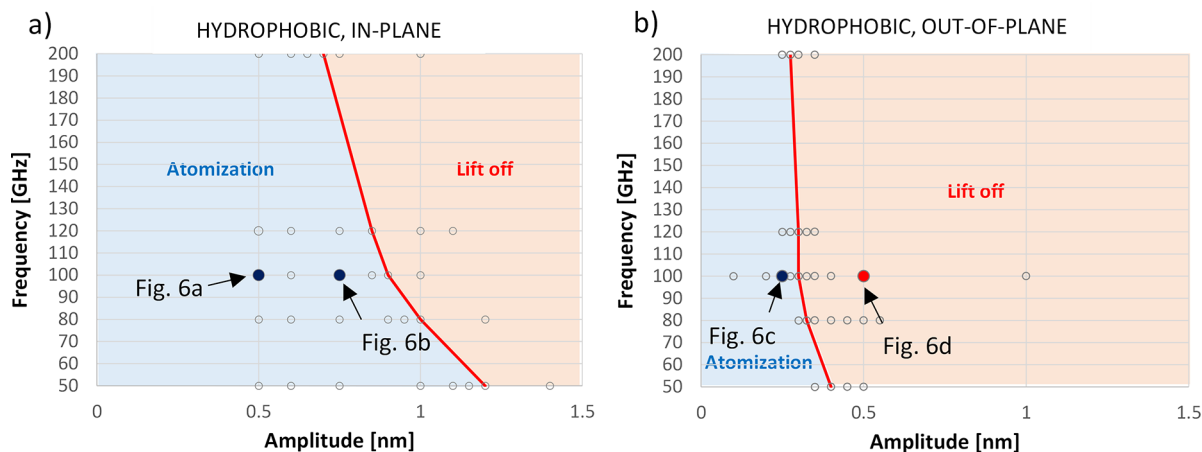 a)
HYDROPHOBIC, IN-PLANE
200
190
180
170
160
150
140
130
120
110
100
90
80
70
60
50
Frequency [GHz]
Atomization
Lift off
Fig. 6a
Fig. 6b
0
0.5
1
1.5
Amplitude [nm]
b)
HYDROPHOBIC, OUT-OF-PLANE
200
190
180
170
160
150
140
130
120
110
100
90
80
70
60
50
Frequency [GHz]
Lift off
Fig. 6c
Fig. 6d
Atomization
0
0.5
1
1.5
Amplitude [nm]